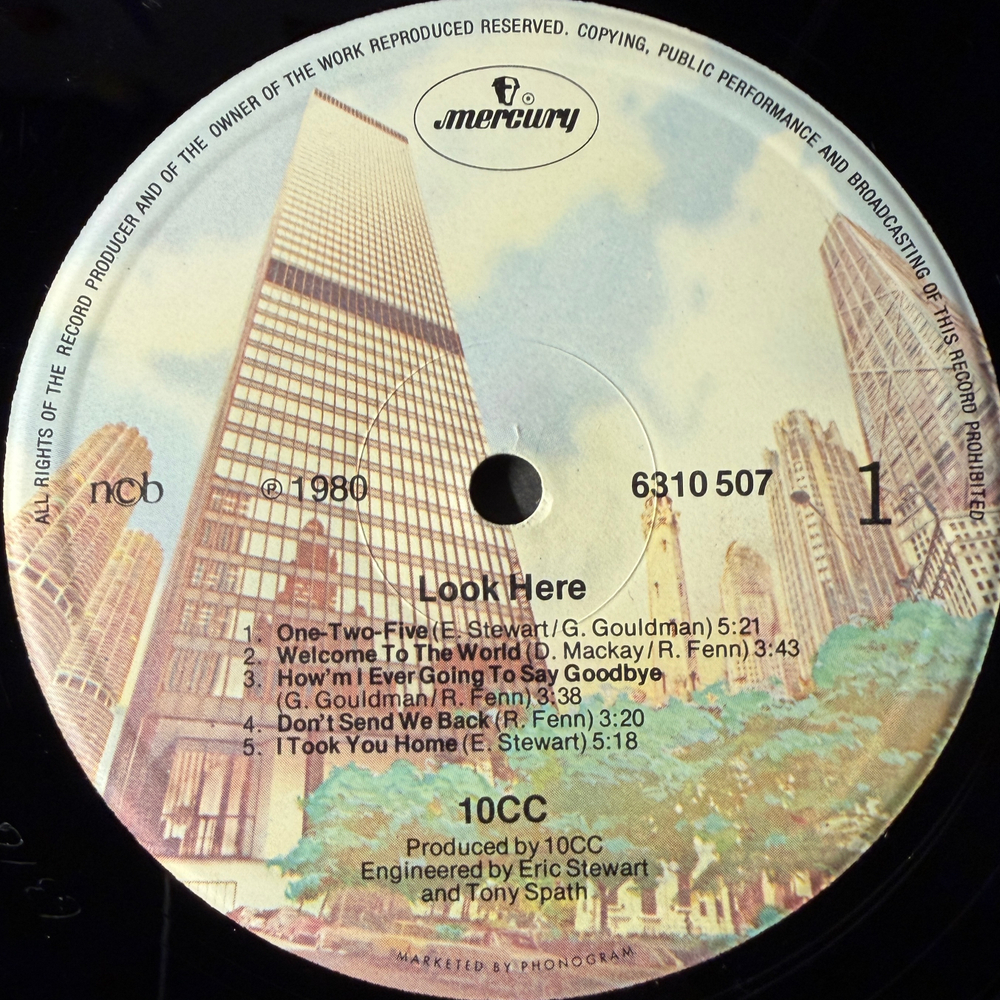 ALL RIGHTS OF THE RECORD PRODUCER AND OF THE OWNER OF THE WORK REPRODUCED RESERVED. COPYING, PUBLIC PERFORMANCE AND BROADCASTING OF THIS RECORD PROHIBITED
mercury
ncb
℗ 1980
6310 507
1
Look Here
1. One-Two-Five (E. Stewart/G. Gouldman) 5:21
2. Welcome To The World (D. Mackay/R. Fenn) 3:43
3. How'm I Ever Going To Say Goodbye
(G. Gouldman/R. Fenn) 3:38
4. Don't Send We Back (R. Fenn) 3:20
5. I Took You Home (E. Stewart) 5:18
10CC
Produced by 10CC
Engineered by Eric Stewart
and Tony Spath
MARKETED BY PHONOGRAM